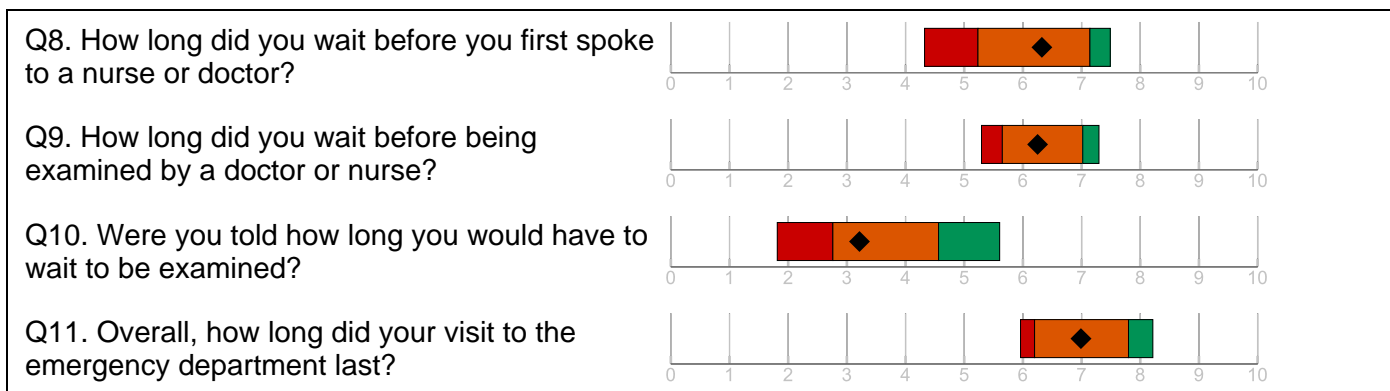 Q8. How long did you wait before you first spoke
to a nurse or doctor?
0 1 2 3 4 5 6 7 8 9 10
Q9. How long did you wait before being
examined by a doctor or nurse?
0 1 2 3 4 5 6 7 8 9 10
Q10. Were you told how long you would have to
wait to be examined?
0 1 2 3 4 5 6 7 8 9 10
Q11. Overall, how long did your visit to the
emergency department last?
0 1 2 3 4 5 6 7 8 9 10